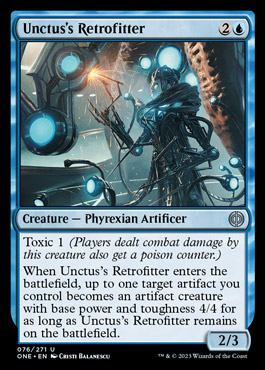 Unctus's Retrofitter 2
Creature — Phyrexian Artificer
Toxic 1 (Players dealt combat damage by
this creature also get a poison counter.)
When Unctus's Retrofitter enters the
battlefield, up to one target artifact you
control becomes an artifact creature
with base power and toughness 4/4 for
as long as Unctus's Retrofitter remains
on the battlefield.
2/3
076/271 U
ONE • EN CRISTI BALANESCU
™ & © 2023 Wizards of the Coast